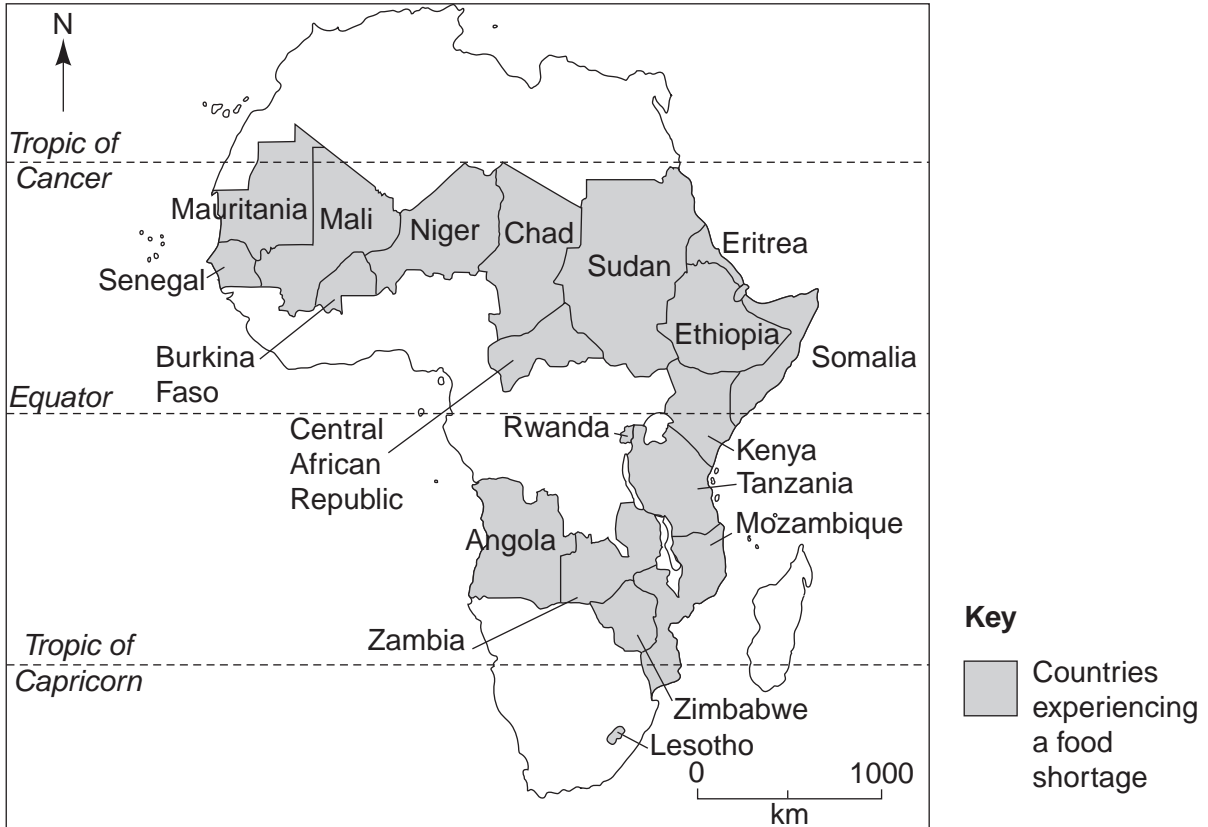 N
Tropic of
Cancer
Mauritania
Mali
Niger
Chad
Sudan
Eritrea
Senegal
Ethiopia
Somalia
Burkina
Faso
Equator
Central
African
Republic
Rwanda
Kenya
Tanzania
Mozambique
Angola
Zambia
Tropic of
Capricorn
Zimbabwe
Lesotho
0 1000
km
Key
Countries
experiencing
a food
shortage